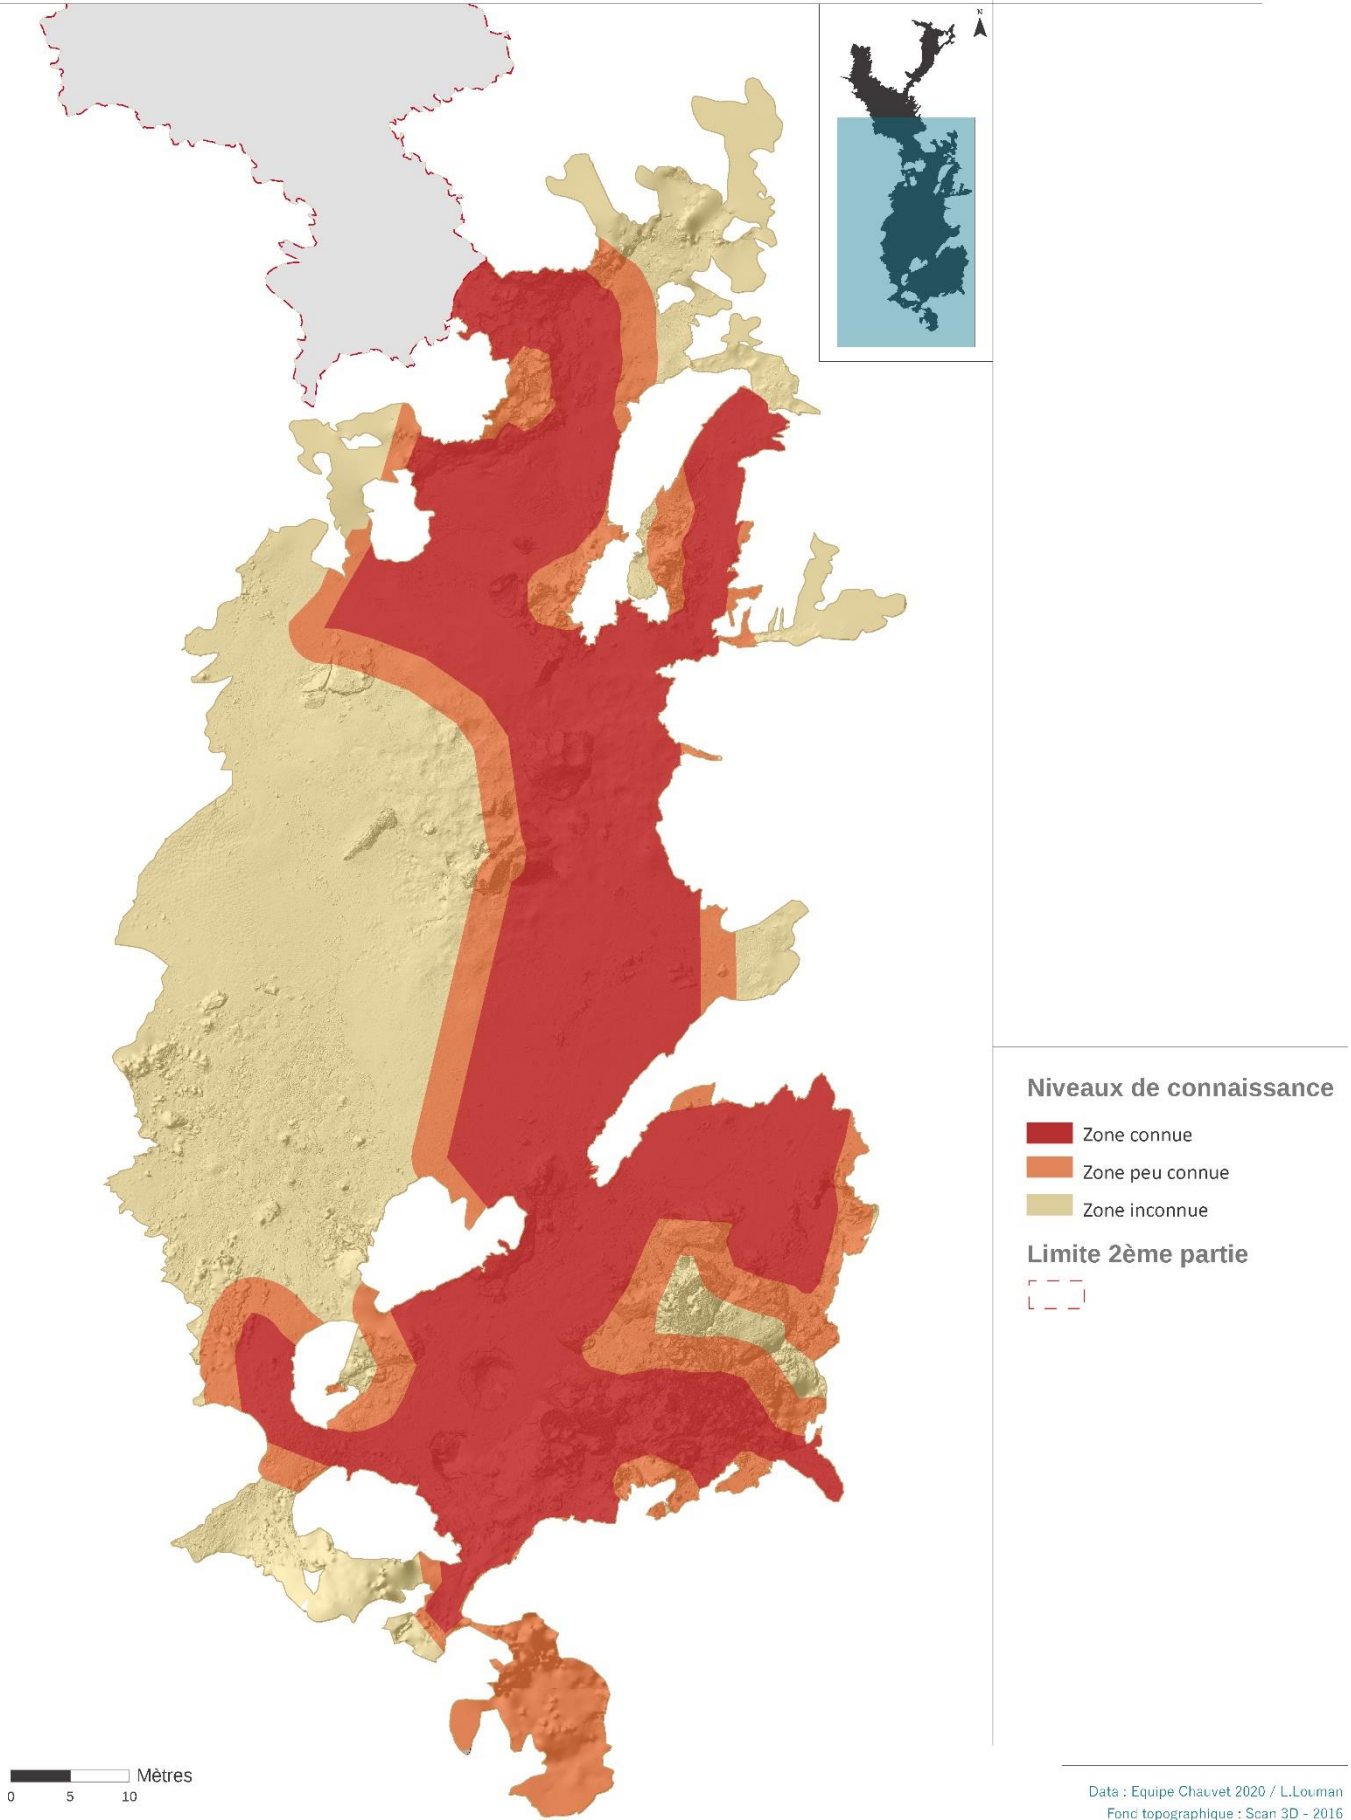 N
Niveaux de connaissance
Zone connue
Zone peu connue
Zone inconnue
Limite 2ème partie
Mètres
0 5 10
Data : Equipe Chauvet 2020 / L.Louman
Fond topographique : Scan 3D - 2016